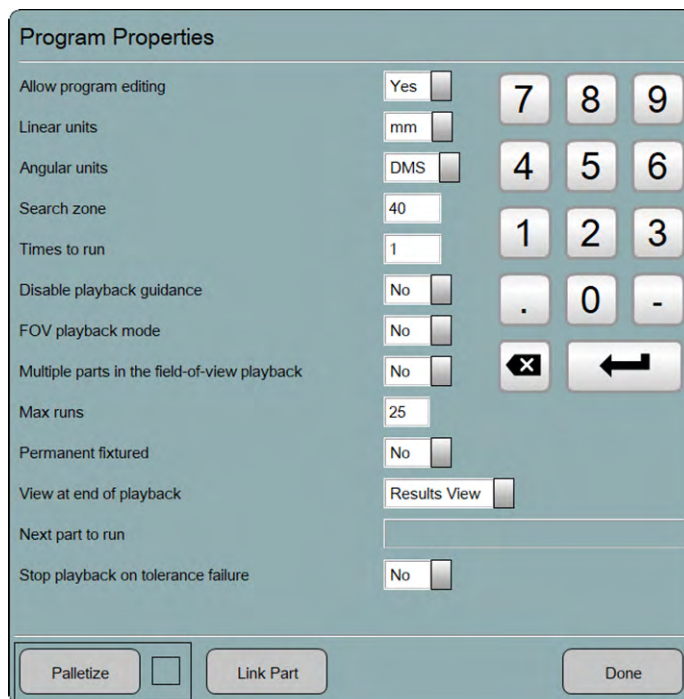 Program Properties
Allow program editing Yes 7 8 9
Linear units mm
Angular units DMS 4 5 6
Search zone 40
Times to run 1 1 2 3
Disable playback guidance No . 0 -
FOV playback mode No
Multiple parts in the field-of-view playback No
Max runs 25
Permanent fixtured No
View at end of playback Results View
Next part to run
Stop playback on tolerance failure No
Palletize Link Part Done